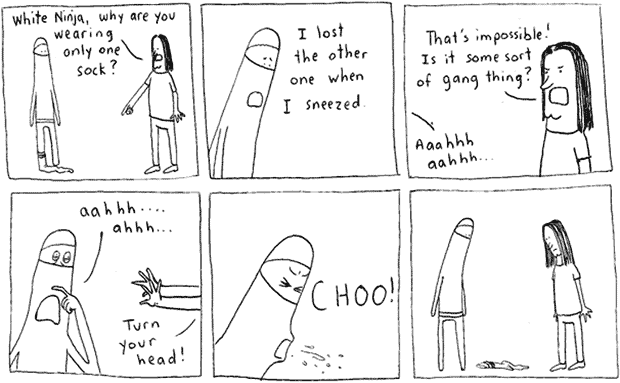 White Ninja, why are you
wearing
only one
sock?
I lost
the other
one when
I sneezed.
That's impossible!
Is it some sort
of gang thing?
Aaahhh
aahhh...
aahhh....
ahhh...
Turn
your
head!
CHOO!